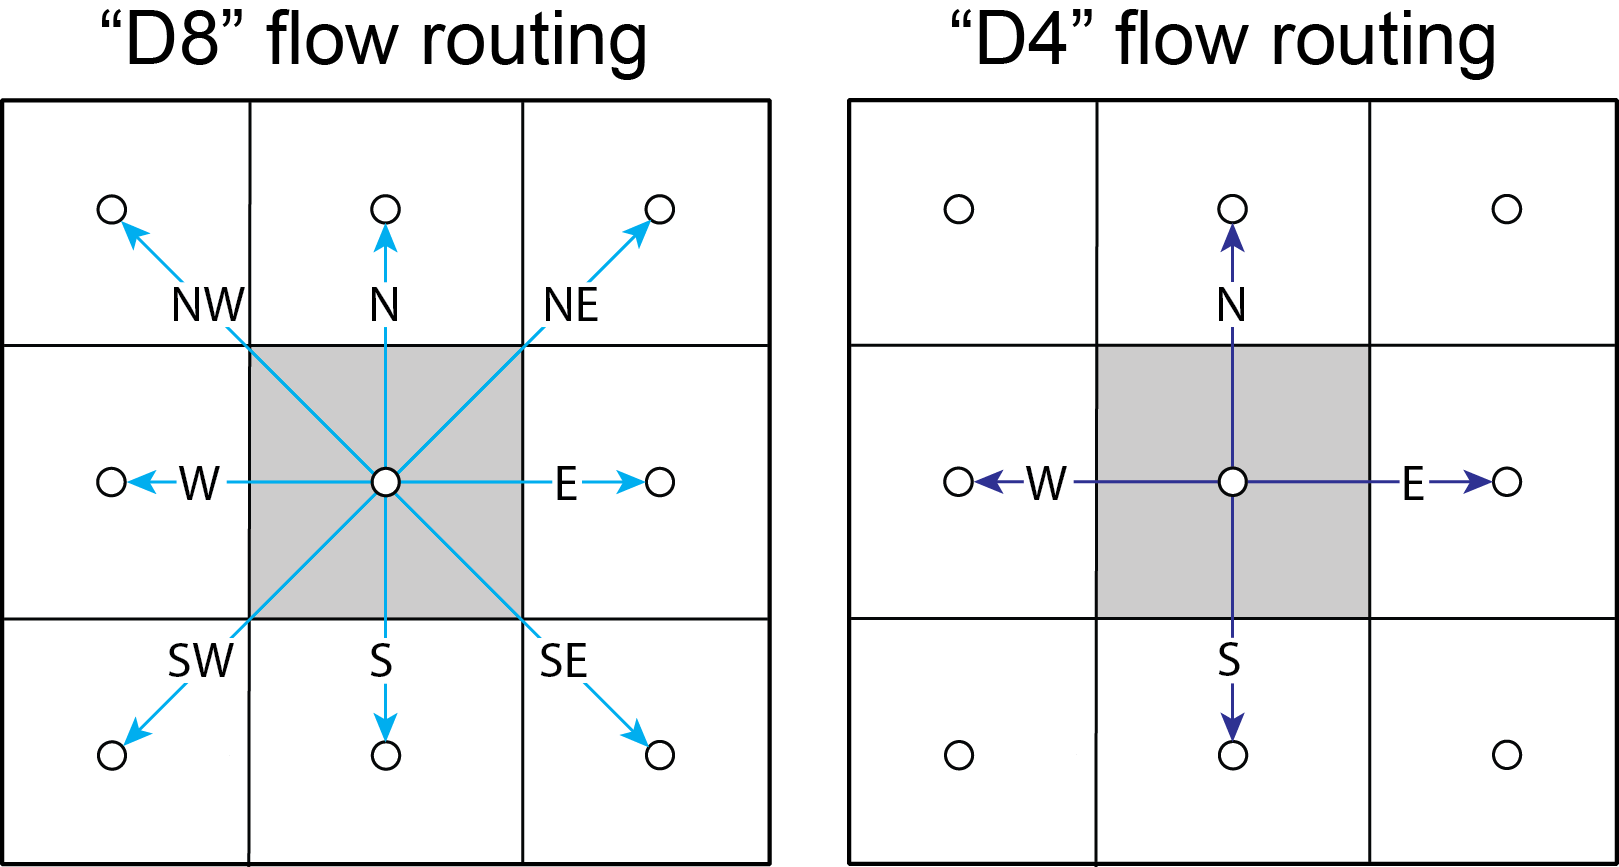 “D8” flow routing
NW N NE
W E
SW S SE
“D4” flow routing
N
W E
S